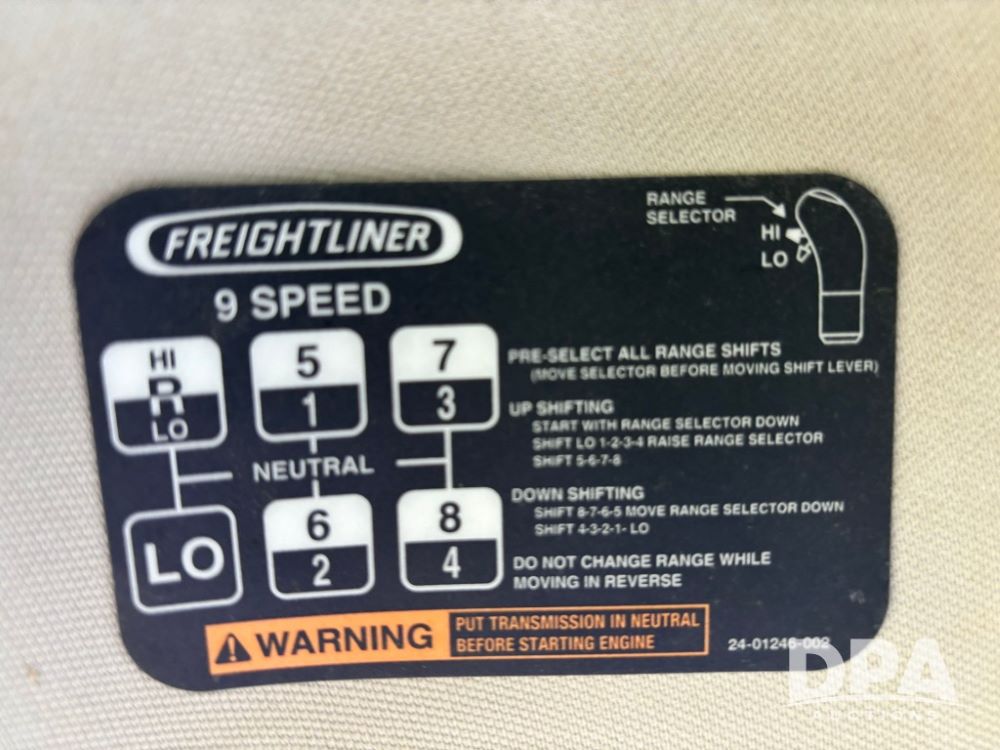 FREIGHTLINER
9 SPEED
RANGE
SELECTOR
HI
LO
HI
R
LO
5
1
7
3
NEUTRAL
LO
6
2
8
4
PRE-SELECT ALL RANGE SHIFTS
(MOVE SELECTOR BEFORE MOVING SHIFT LEVER)
UP SHIFTING
START WITH RANGE SELECTOR DOWN
SHIFT LO 1-2-3-4 RAISE RANGE SELECTOR
SHIFT 5-6-7-8
DOWN SHIFTING
SHIFT 8-7-6-5 MOVE RANGE SELECTOR DOWN
SHIFT 4-3-2-1- LO
DO NOT CHANGE RANGE WHILE
MOVING IN REVERSE
WARNING
PUT TRANSMISSION IN NEUTRAL
BEFORE STARTING ENGINE
24-01246-002
DPA
AUCTIONS